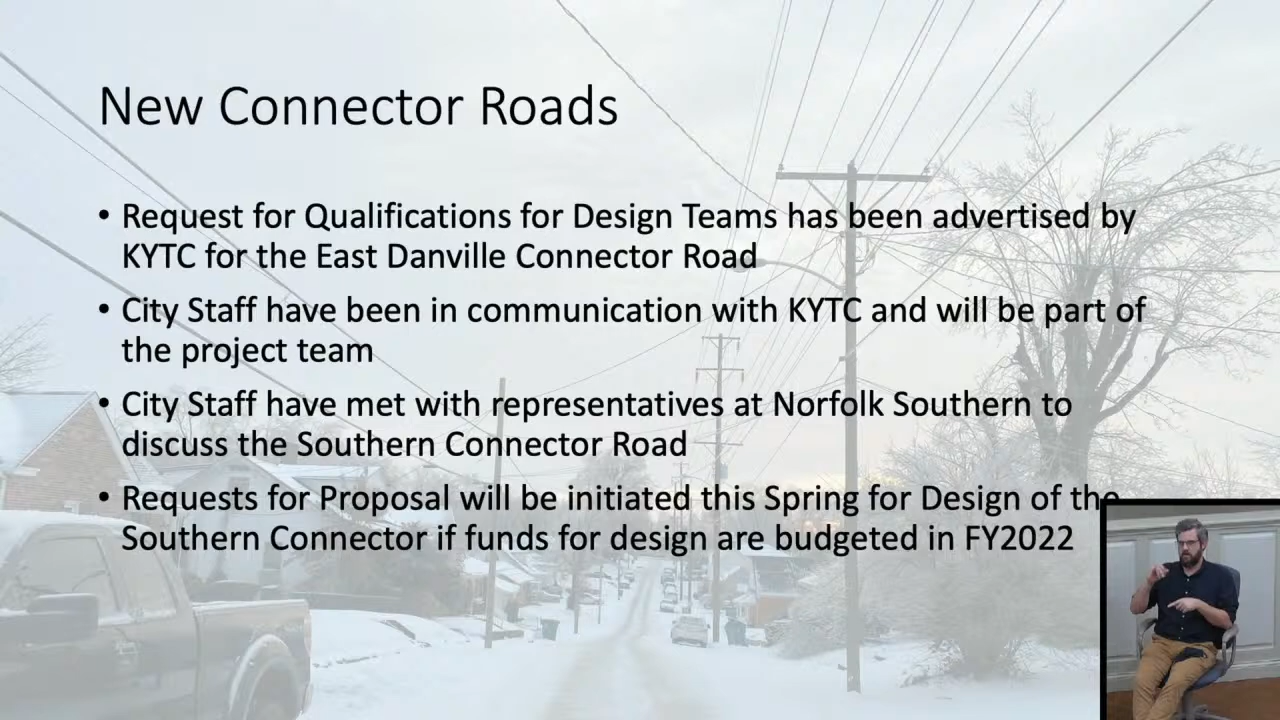 New Connector Roads
• Request for Qualifications for Design Teams has been advertised by
KYTC for the East Danville Connector Road
• City Staff have been in communication with KYTC and will be part of
the project team
• City Staff have met with representatives at Norfolk Southern to
discuss the Southern Connector Road
• Requests for Proposal will be initiated this Spring for Design of the
Southern Connector if funds for design are budgeted in FY2022